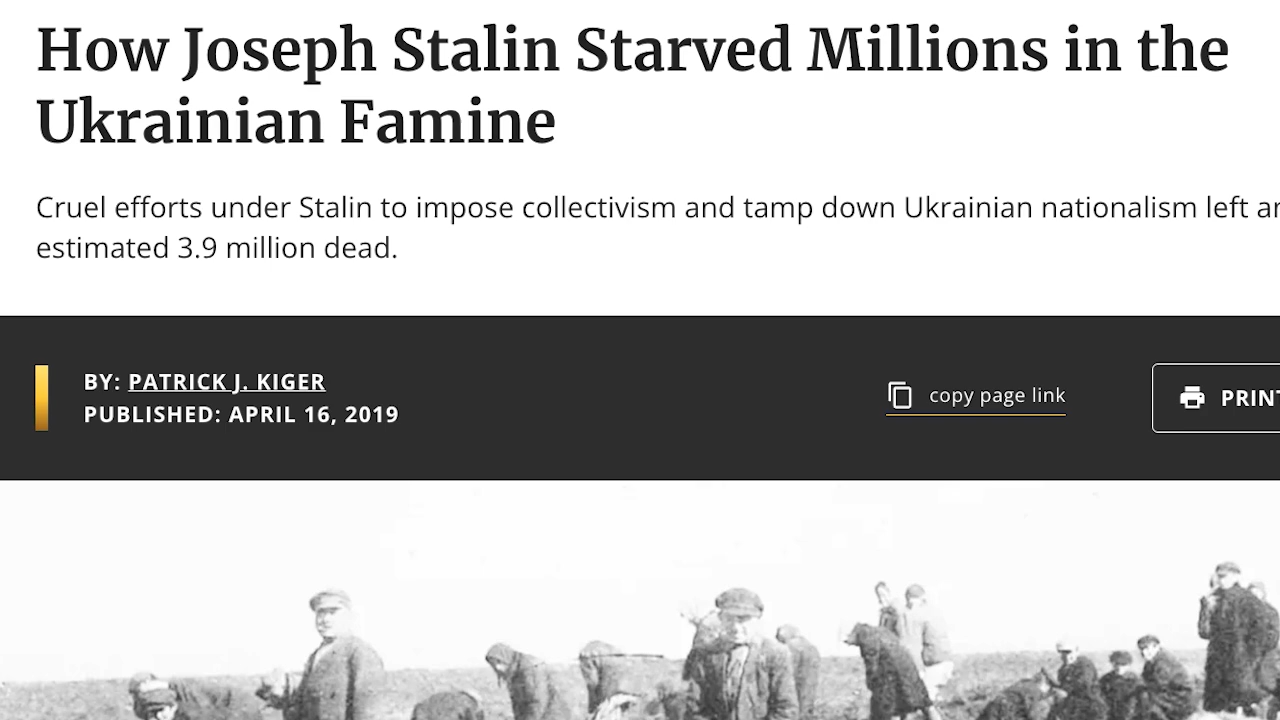 How Joseph Stalin Starved Millions in the
Ukrainian Famine
Cruel efforts under Stalin to impose collectivism and tamp down Ukrainian nationalism left
estimated 3.9 million dead.
BY: PATRICK J. KIGER
PUBLISHED: APRIL 16, 2019
copy page link
PRINT